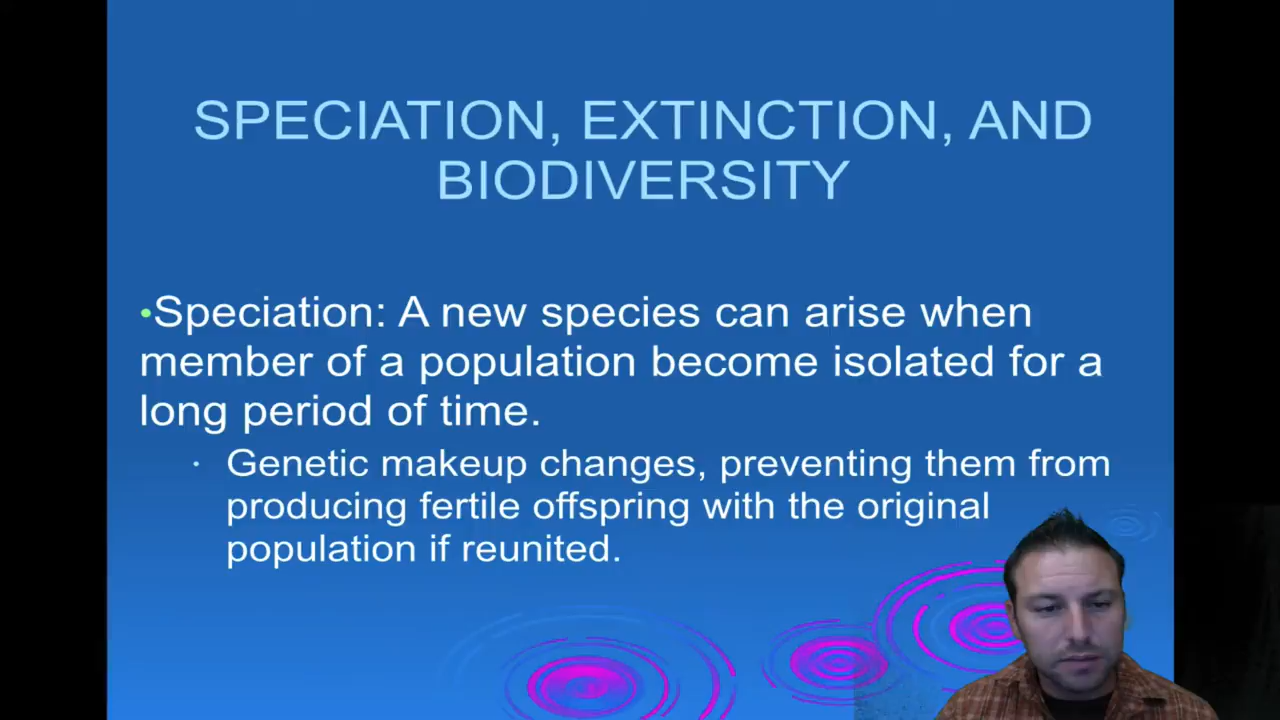 SPECIATION, EXTINCTION, AND
BIODIVERSITY
•Speciation: A new species can arise when
member of a population become isolated for a
long period of time.
• Genetic makeup changes, preventing them from
producing fertile offspring with the original
population if reunited.